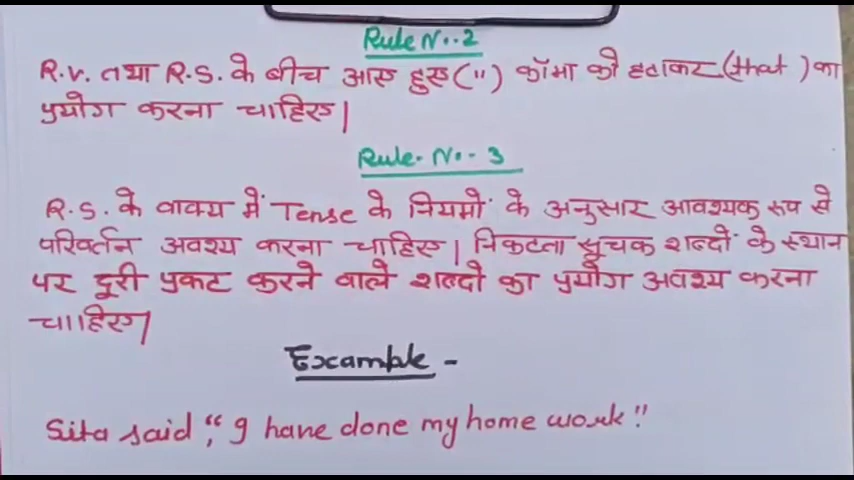 Rule No.-2
R.V. तथा R.S. के बीच आए हुए (") कॉमा को हटाकर (that) का
प्रयोग करना चाहिए।
Rule- No.- 3
R.S. के वाक्य में Tense के नियमों के अनुसार आवश्यक रूप से
परिवर्तन अवश्य करना चाहिए। निकटता सूचक शब्दों के स्थान
पर दूरी प्रकट करने वाले शब्दो का प्रयोग अवश्य करना
चाहिए।
Examble -
Sita said, "I have done my home work"